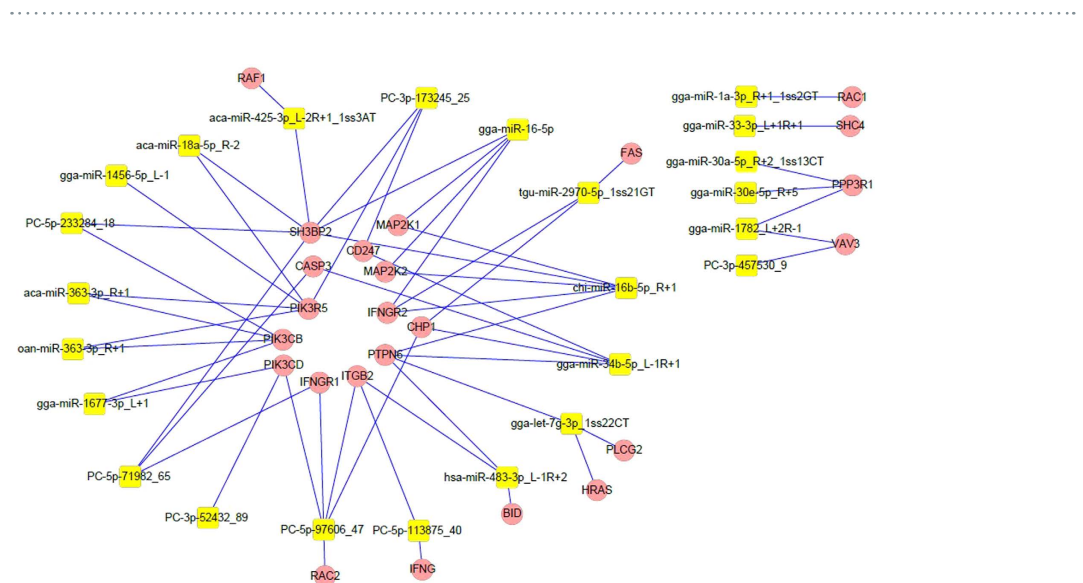 RAF1
PC-3p-173245_25
aca-miR-425-3p_L-2R+1_1ss3AT
gga-miR-16-5p
aca-miR-18a-5p_R-2
FAS
gga-miR-1456-5p_L-1
tgu-miR-2970-5p_1ss21GT
PC-5p-233284_18
MAP2K1
SH3BP2
CD247
CASP3
MAP2K2
chi-miR-16b-5p_R+1
aca-miR-363-3p_R+1
PIK3R5
IFNGR2
CHP1
oan-miR-363-3p_R+1
PIK3CB
PTPN6
gga-miR-34b-5p_L-1R+1
PIK3CD
IFNGR1
ITGB2
gga-miR-1677-3p_L+1
gga-let-7g-3p_1ss22CT
PLCG2
PC-5p-71982_65
hsa-miR-483-3p_L-1R+2
HRAS
PC-3p-52432_89
BID
PC-5p-97606_47
PC-5p-113875_40
RAC2
IFNG
gga-miR-1a-3p_R+1_1ss2GT
RAC1
gga-miR-33-3p_L+1R+1
SHC4
gga-miR-30a-5p_R+2_1ss13CT
PPP3R1
gga-miR-30e-5p_R+5
gga-miR-1782_L+2R-1
VAV3
PC-3p-457530_9